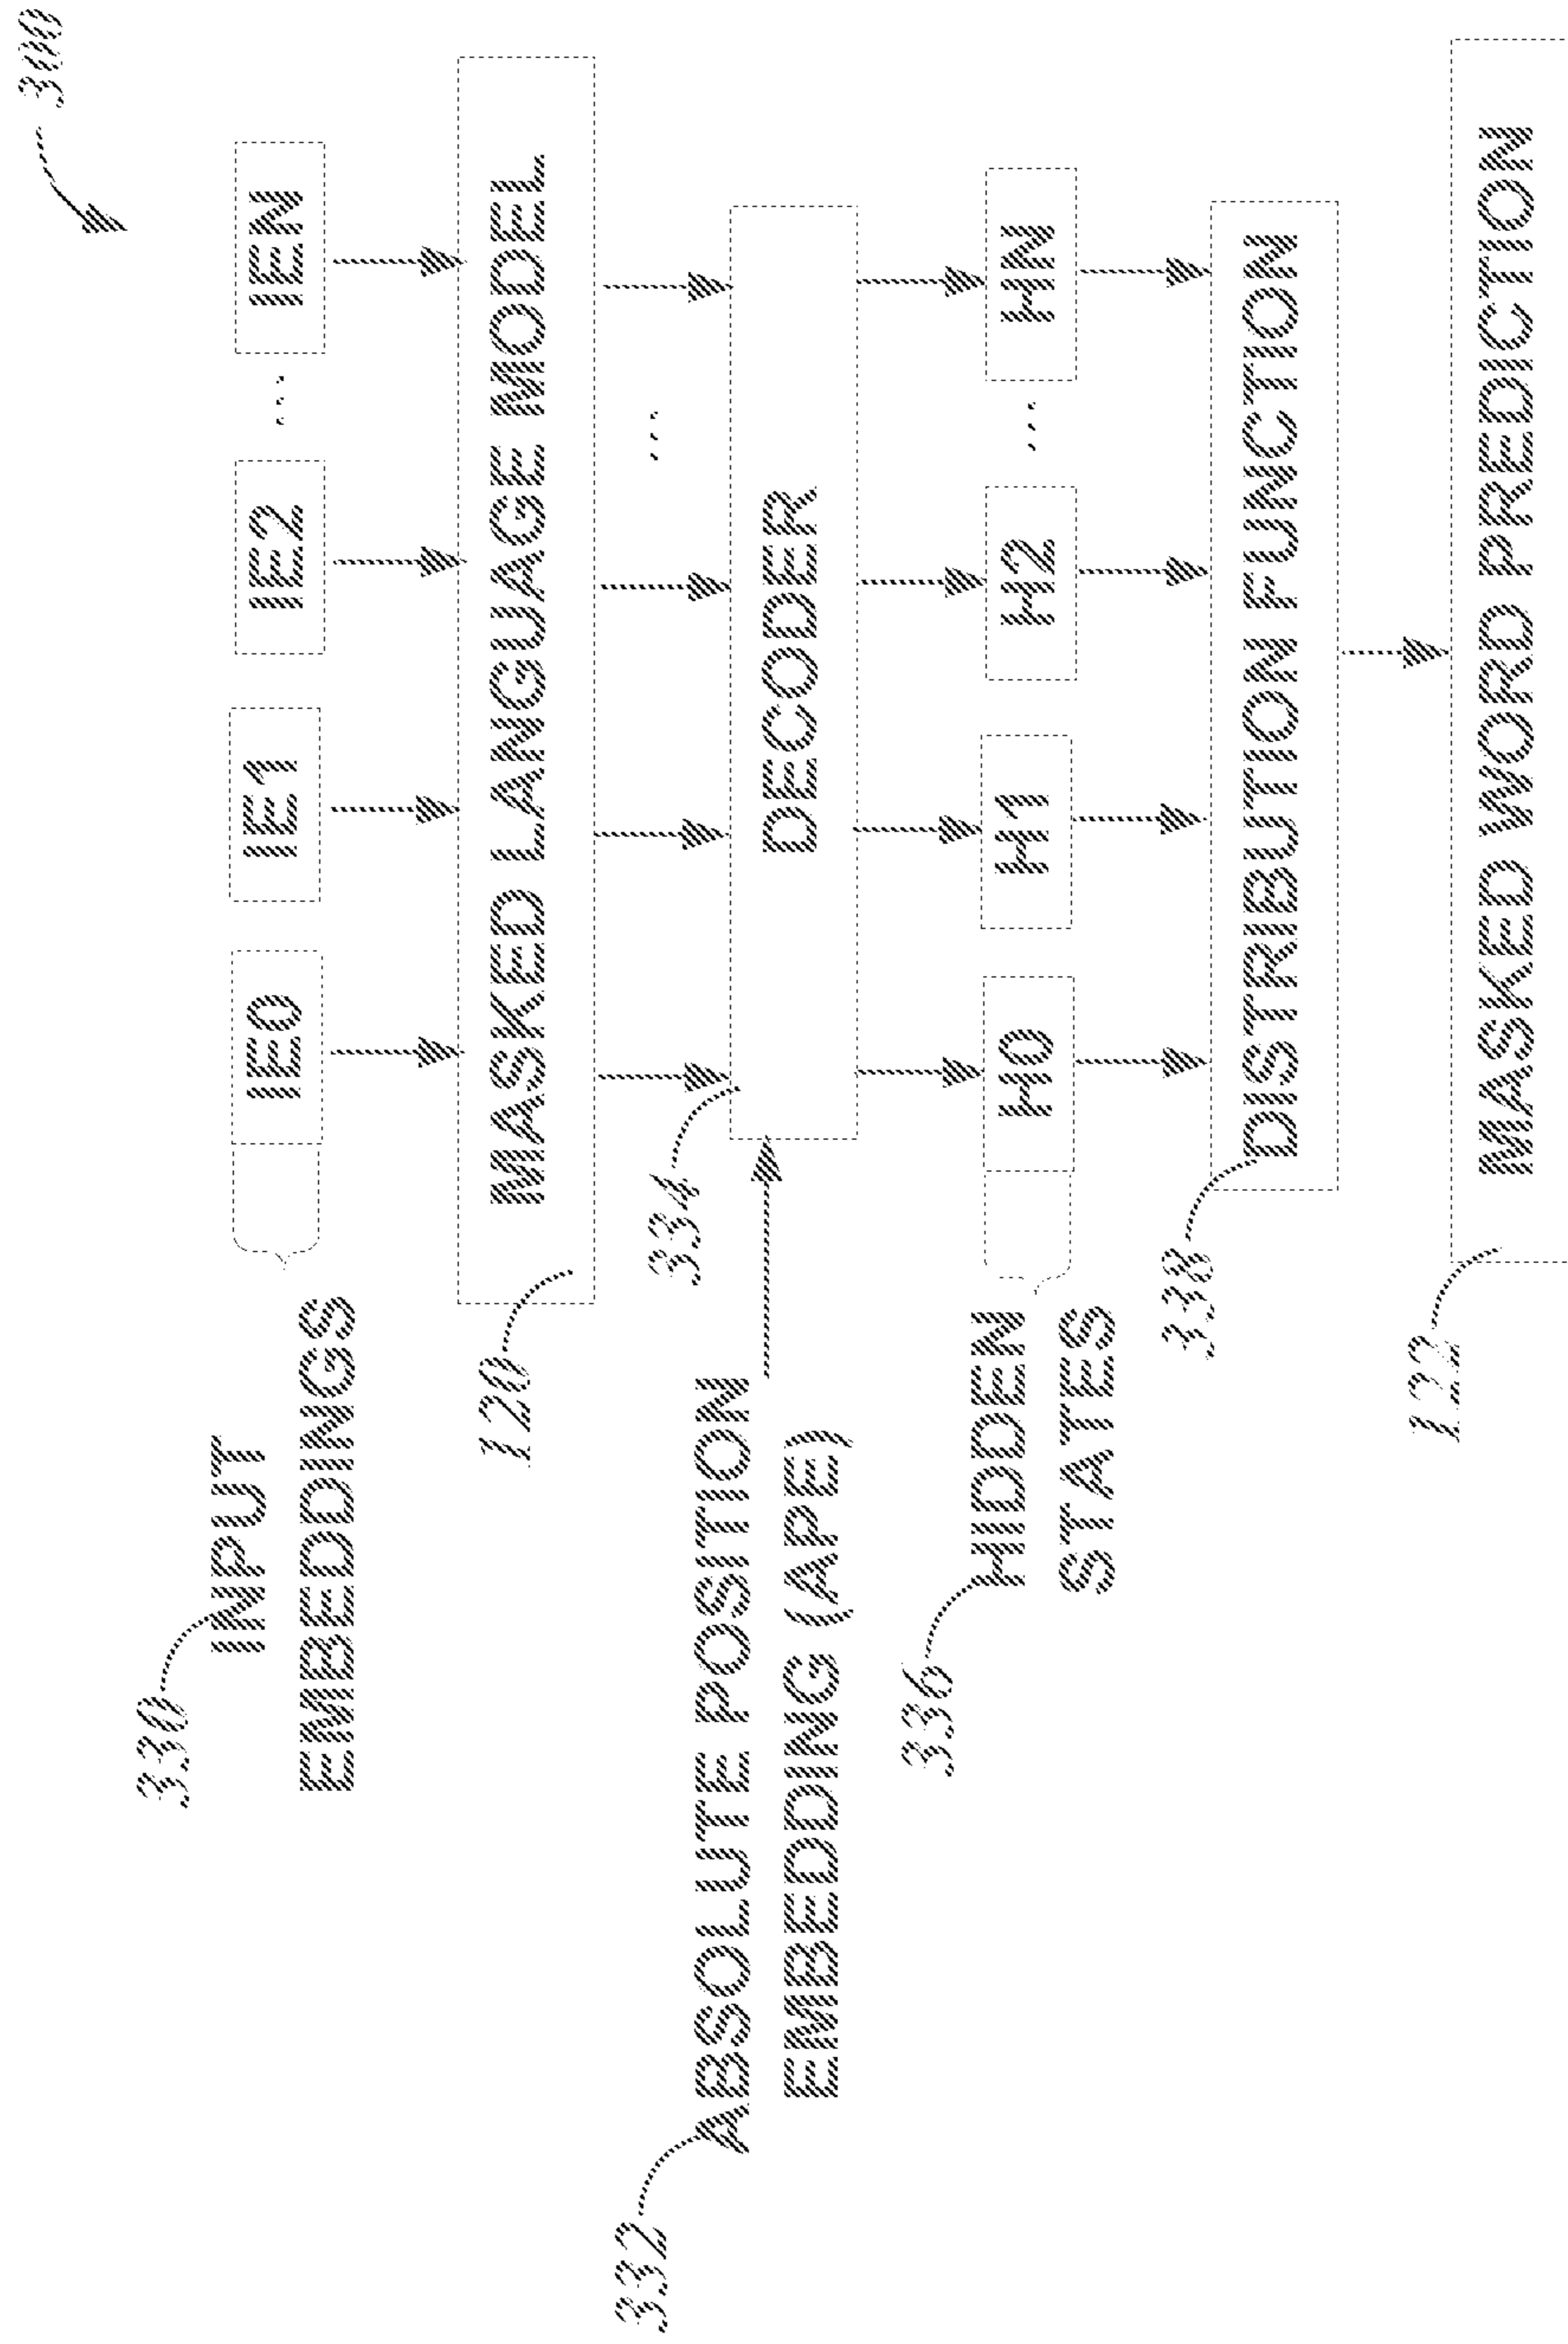 300
330
INPUT
EMBEDDINGS
IE0 IE1 IE2 ... IEN
120
MASKED LANGUAGE MODEL
...
332
ABSOLUTE POSITION
EMBEDDING (APE)
334
DECODER
336
HIDDEN
STATES
H0 H1 H2 ... HN
338
DISTRIBUTION FUNCTION
122
MASKED WORD PREDICTION